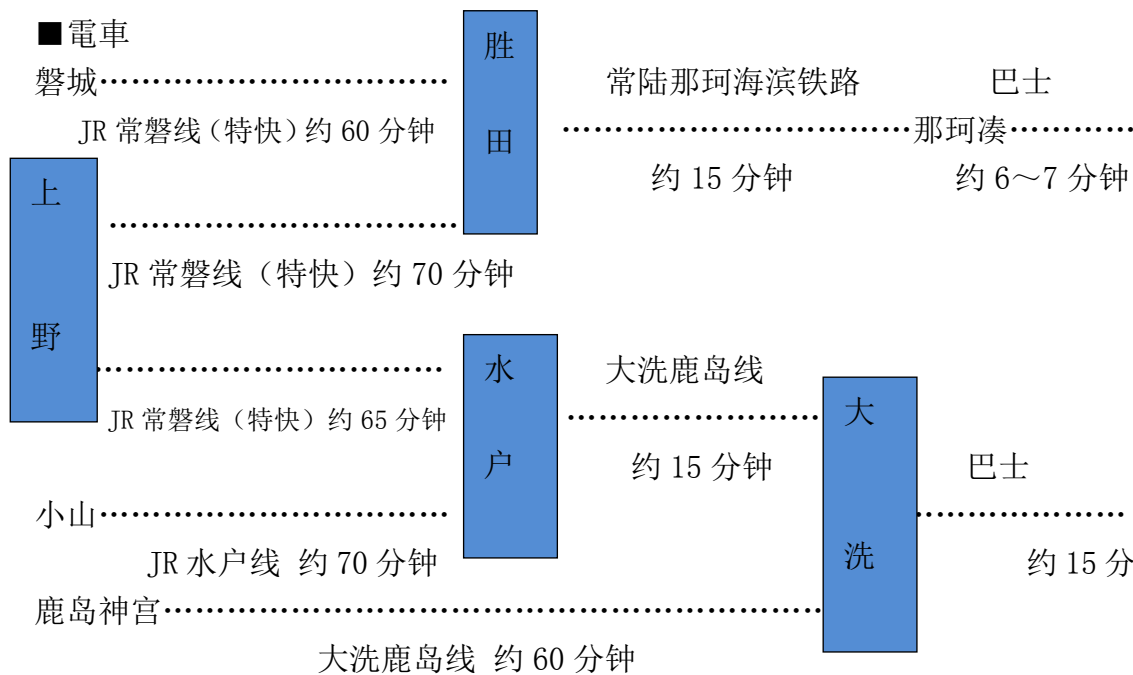 ■電車
磐城
JR 常磐线（特快）约 60 分钟
胜田
常陆那珂海滨铁路
巴士
那珂凑
约 15 分钟
约 6～7 分钟
上野
JR 常磐线（特快）约 70 分钟
JR 常磐线（特快）约 65 分钟
水户
大洗鹿岛线
约 15 分钟
大洗
巴士
约 15 分
小山
JR 水户线 约 70 分钟
鹿岛神宫
大洗鹿岛线 约 60 分钟